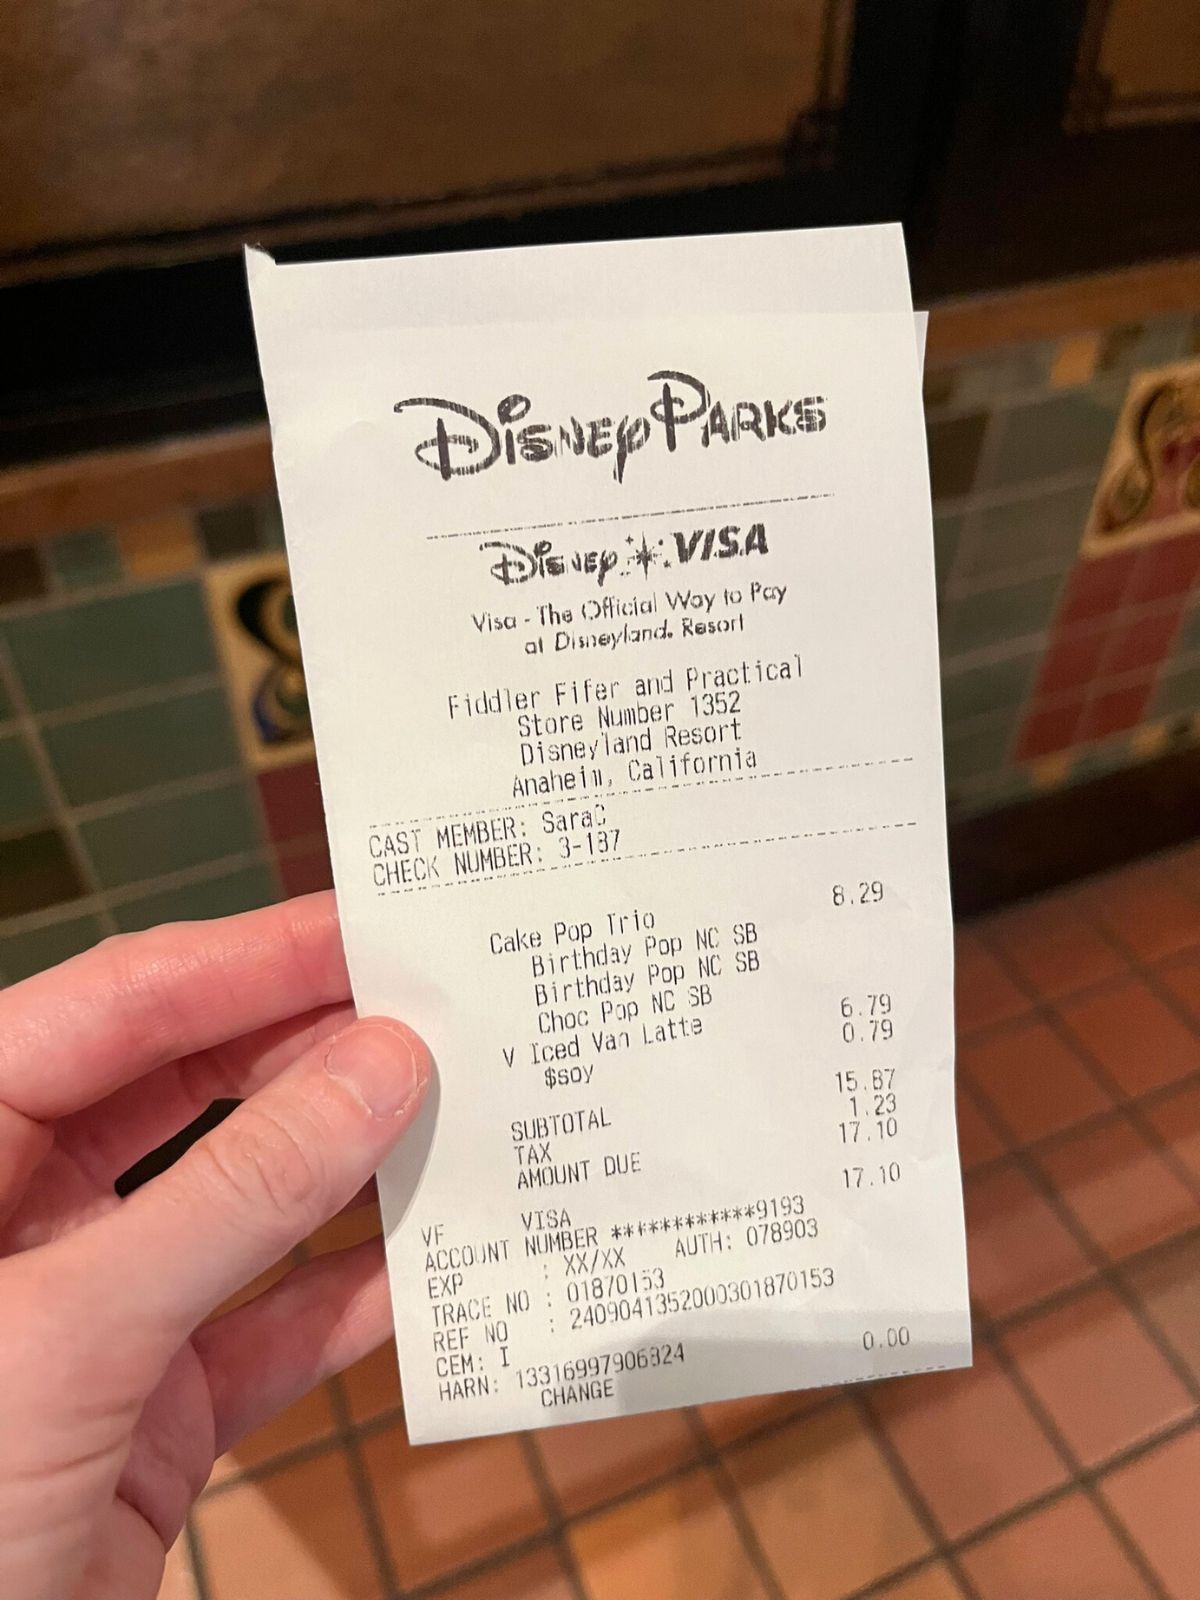 Disney Parks
Disney VISA
Visa - The Official Way to Pay
at Disneyland. Resort
Fiddler Fifer and Practical
Store Number 1352
Disneyland Resort
Anaheim, California
CAST MEMBER: SaraC
CHECK NUMBER: 3-187
Cake Pop Trio 8.29
Birthday Pop NC SB
Birthday Pop NC SB
Choc Pop NC SB
V Iced Van Latte 6.79
$soy 0.79
SUBTOTAL 15.87
TAX 1.23
AMOUNT DUE 17.10
VF VISA 17.10
ACCOUNT NUMBER ************9193
EXP : XX/XX AUTH: 078903
TRACE NO : 01870153
REF NO : 2409041352000301870153
CEM: I
HARN: 13316997906824
CHANGE 0.00